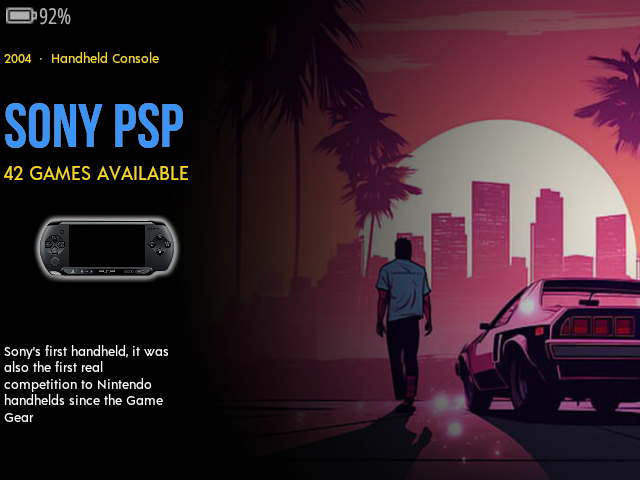 92%
2004 · Handheld Console
SONY PSP
42 GAMES AVAILABLE
Sony's first handheld, it was
also the first real
competition to Nintendo
handhelds since the Game
Gear